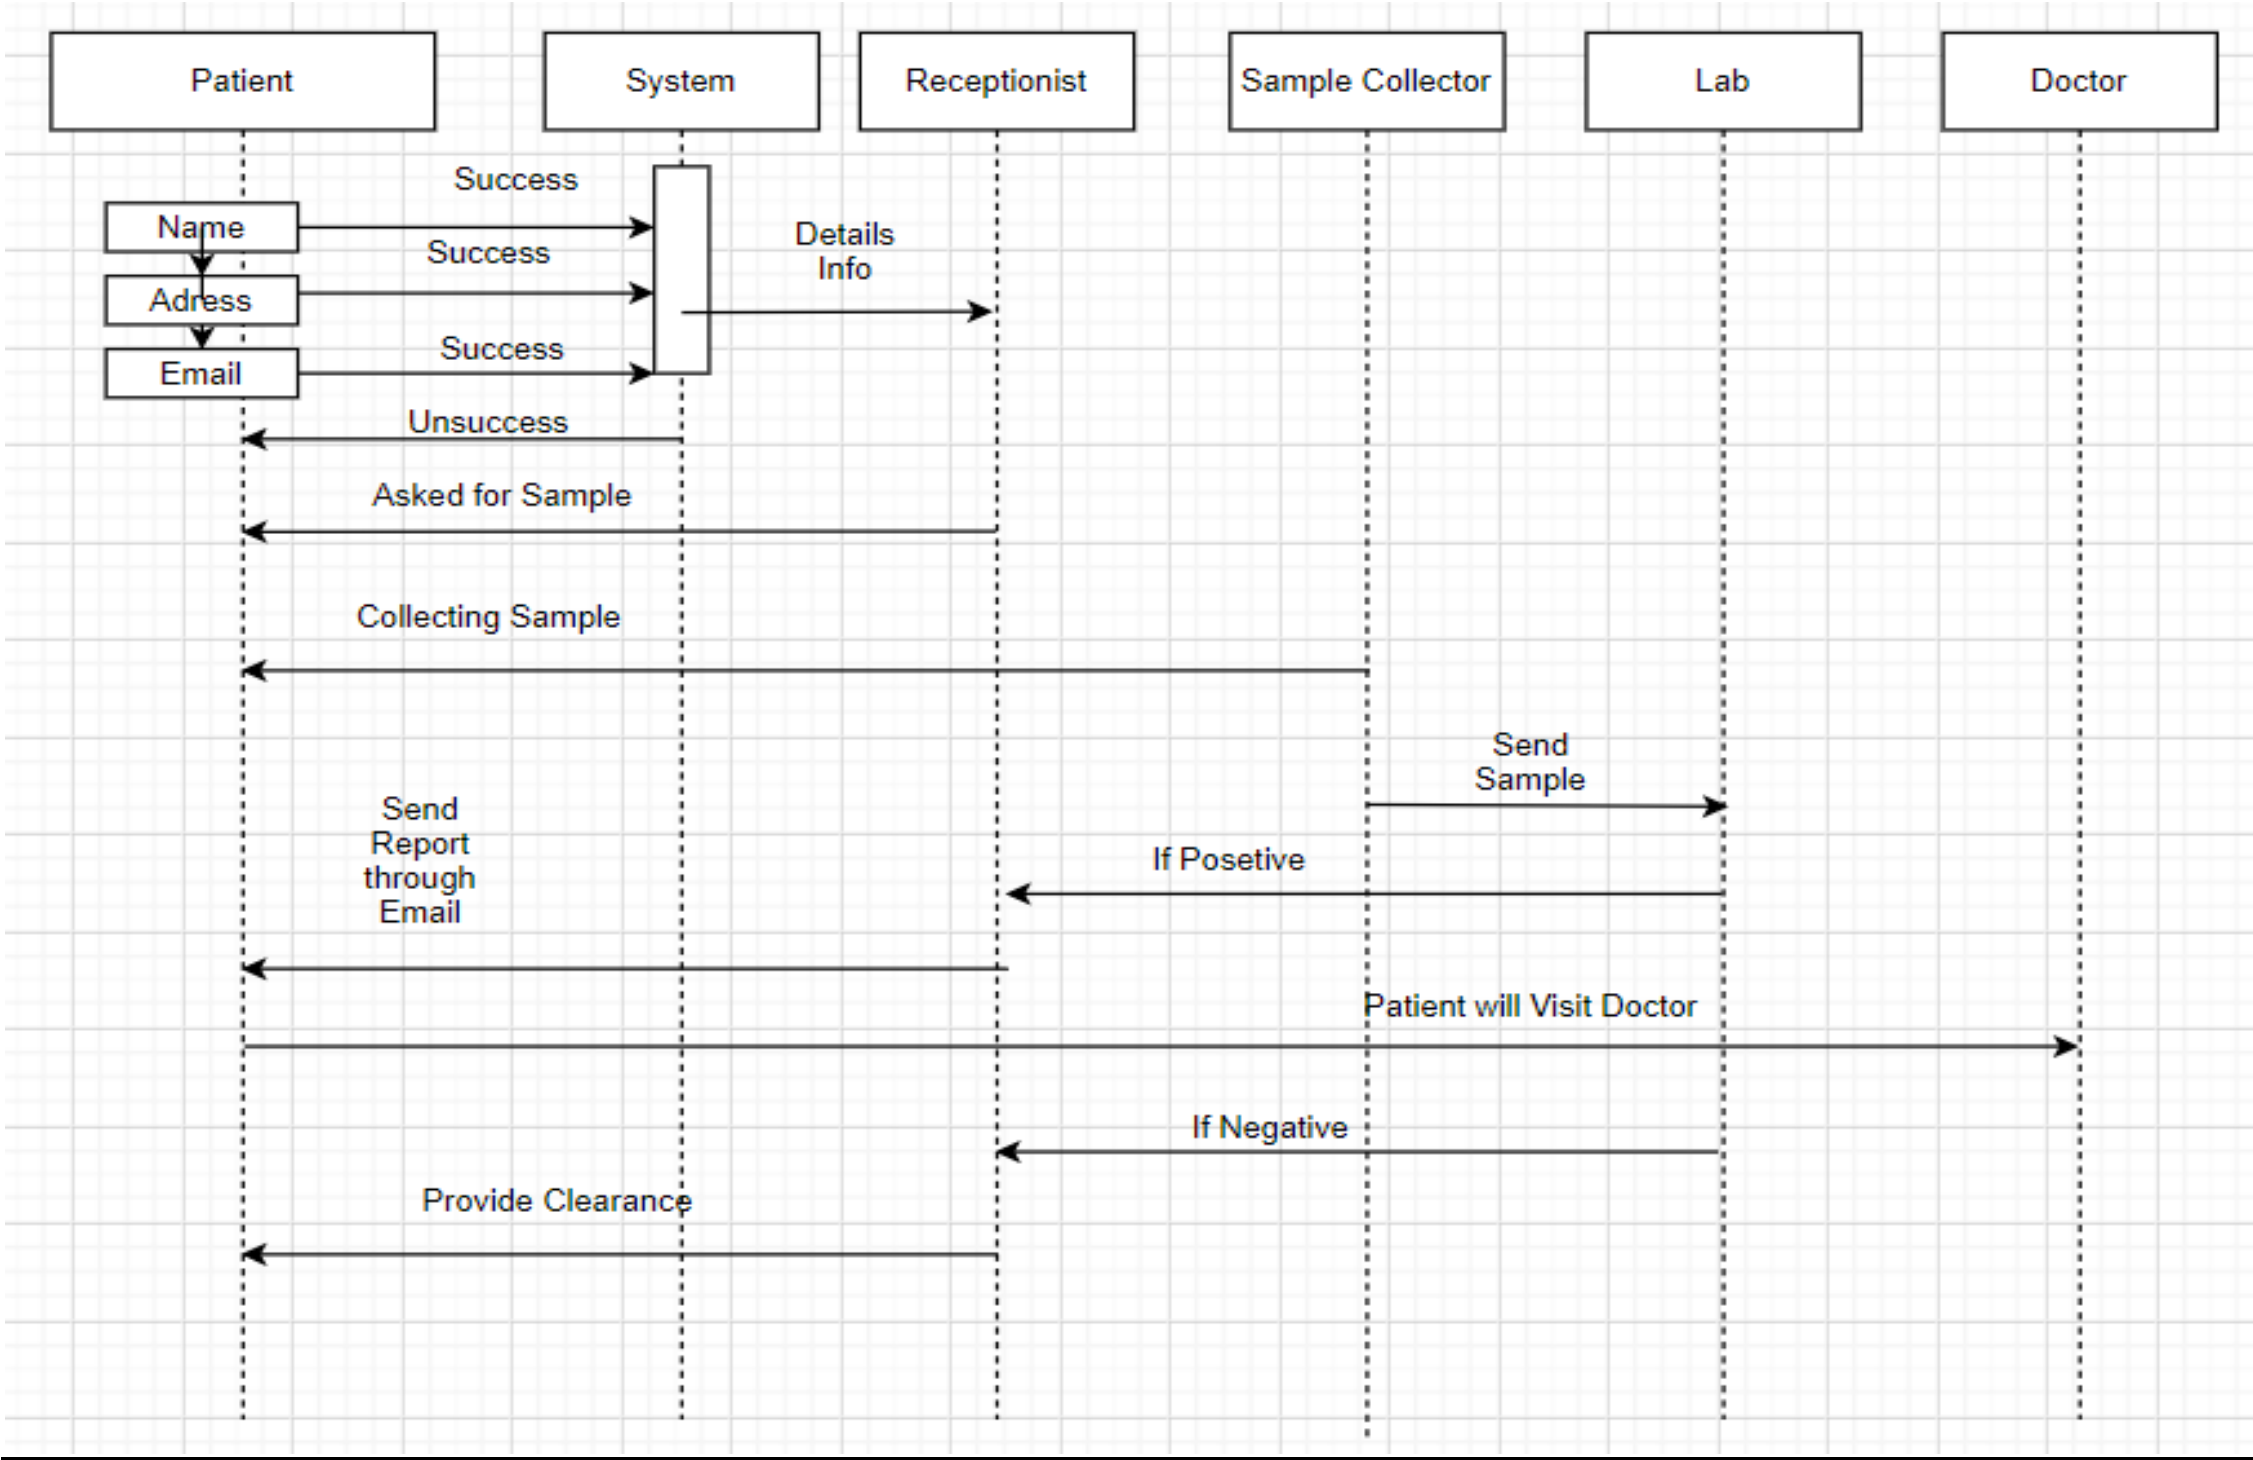 Patient
System
Receptionist
Sample Collector
Lab
Doctor
Success
Name
Success
Details
Info
Adress
Success
Email
Unsuccess
Asked for Sample
Collecting Sample
Send
Sample
Send
Report
through
Email
If Posetive
Patient will Visit Doctor
If Negative
Provide Clearance